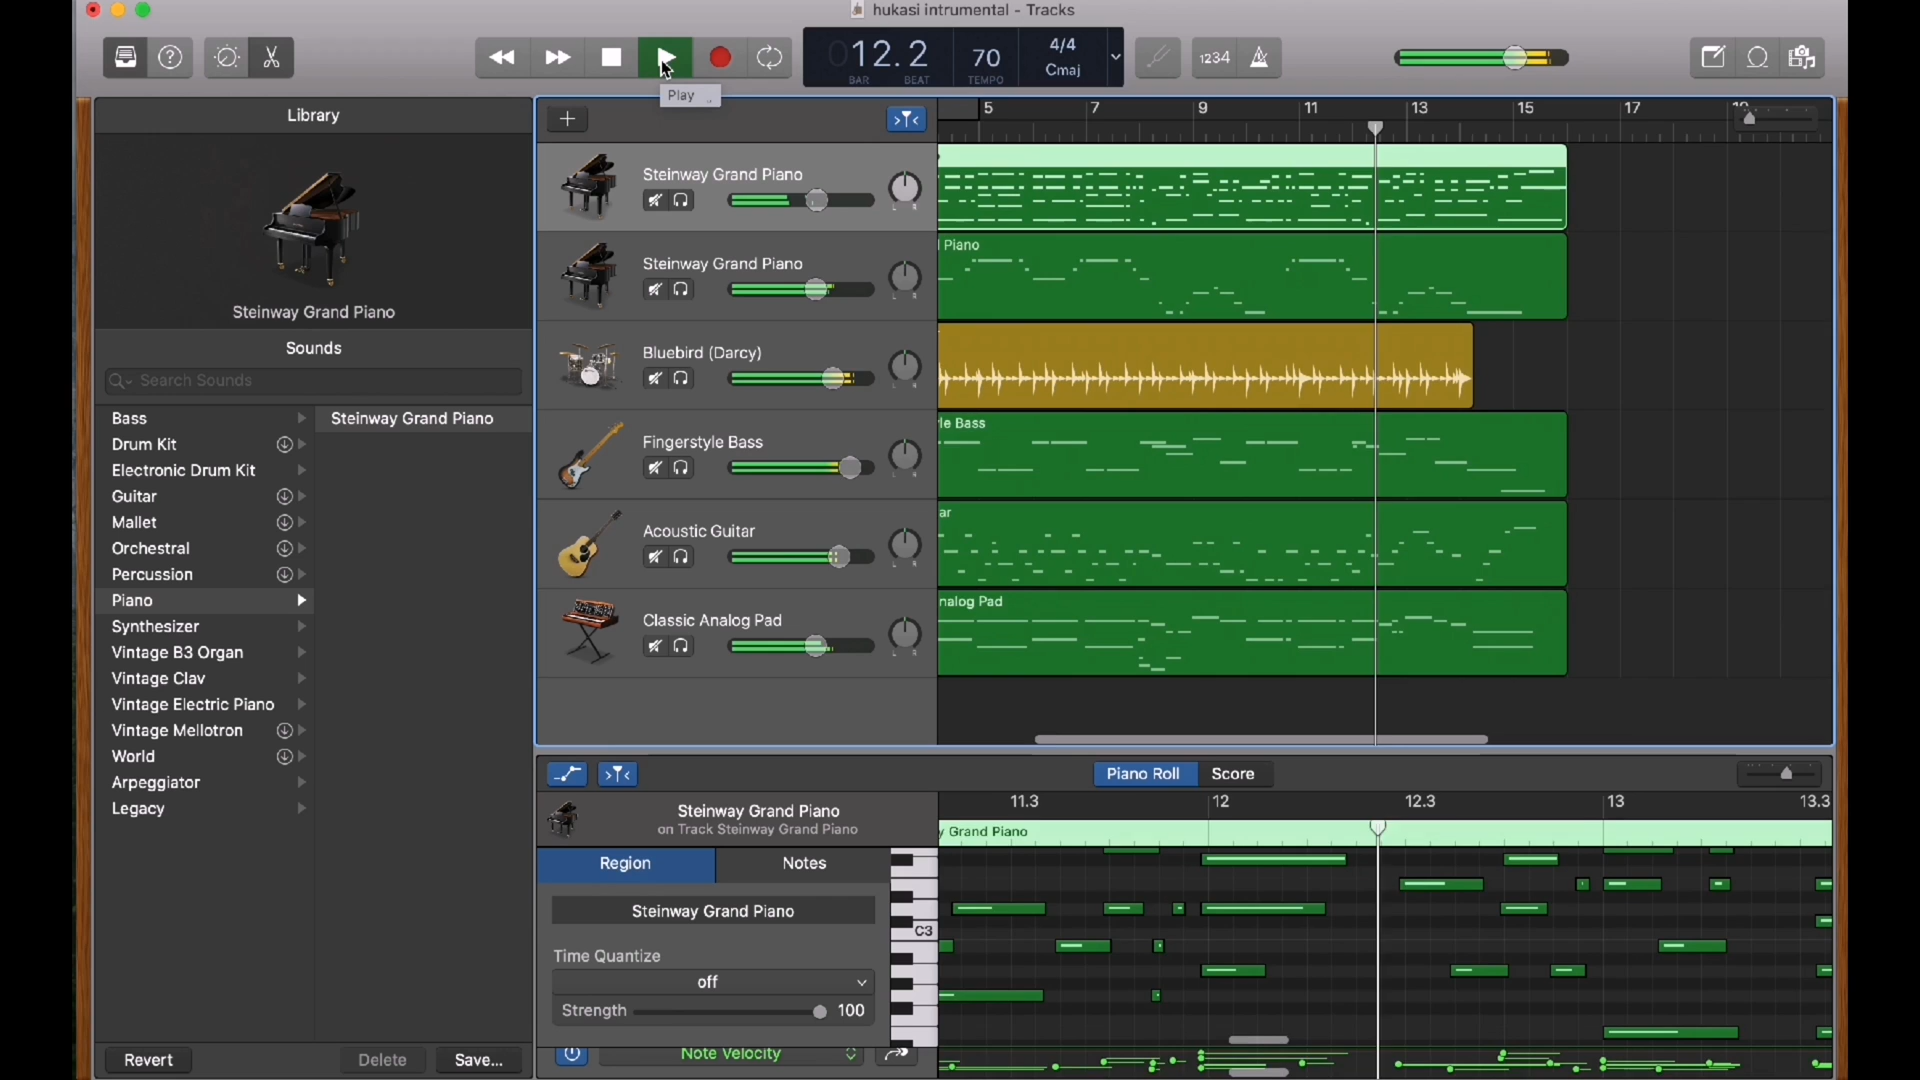 hukasi intrumental - Tracks
12.2
BAR BEAT
70
TEMPO
4/4
Cmaj
1234
Play
Library
Steinway Grand Piano
Sounds
Search Sounds
Bass
Drum Kit
Electronic Drum Kit
Guitar
Mallet
Orchestral
Percussion
Piano
Synthesizer
Vintage B3 Organ
Vintage Clav
Vintage Electric Piano
Vintage Mellotron
World
Arpeggiator
Legacy
Steinway Grand Piano
Revert
Delete
Save...
5 7 9 11 13 15 17
Steinway Grand Piano
Steinway Grand Piano
Piano
Bluebird (Darcy)
Fingerstyle Bass
le Bass
Acoustic Guitar
ar
Classic Analog Pad
nalog Pad
Piano Roll
Score
Steinway Grand Piano
on Track Steinway Grand Piano
11.3 12 12.3 13 13.3
y Grand Piano
Region
Notes
Steinway Grand Piano
C3
Time Quantize
off
Strength 100
Note Velocity